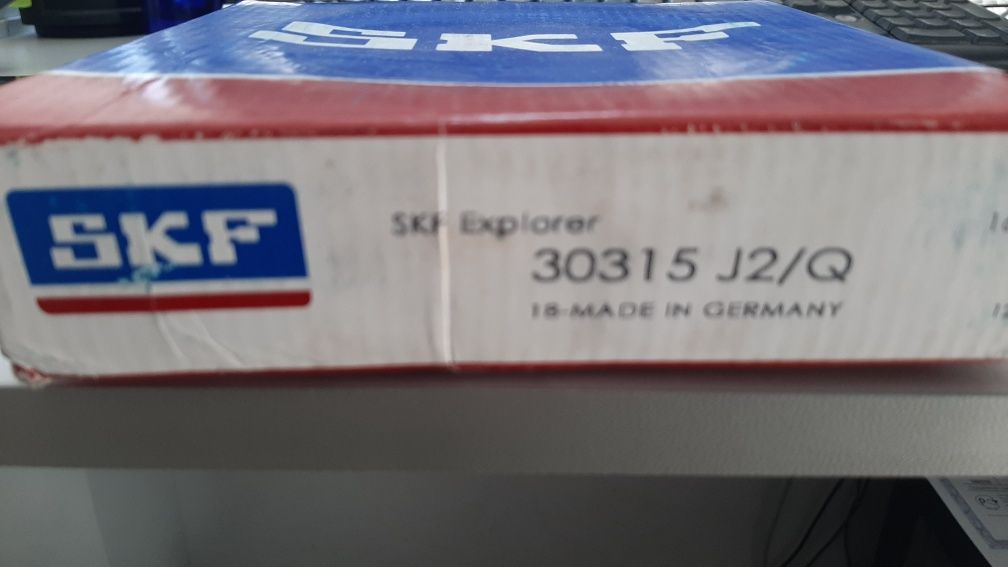 SKF
SKF
SKF Explorer
30315 J2/Q
18-MADE IN GERMANY